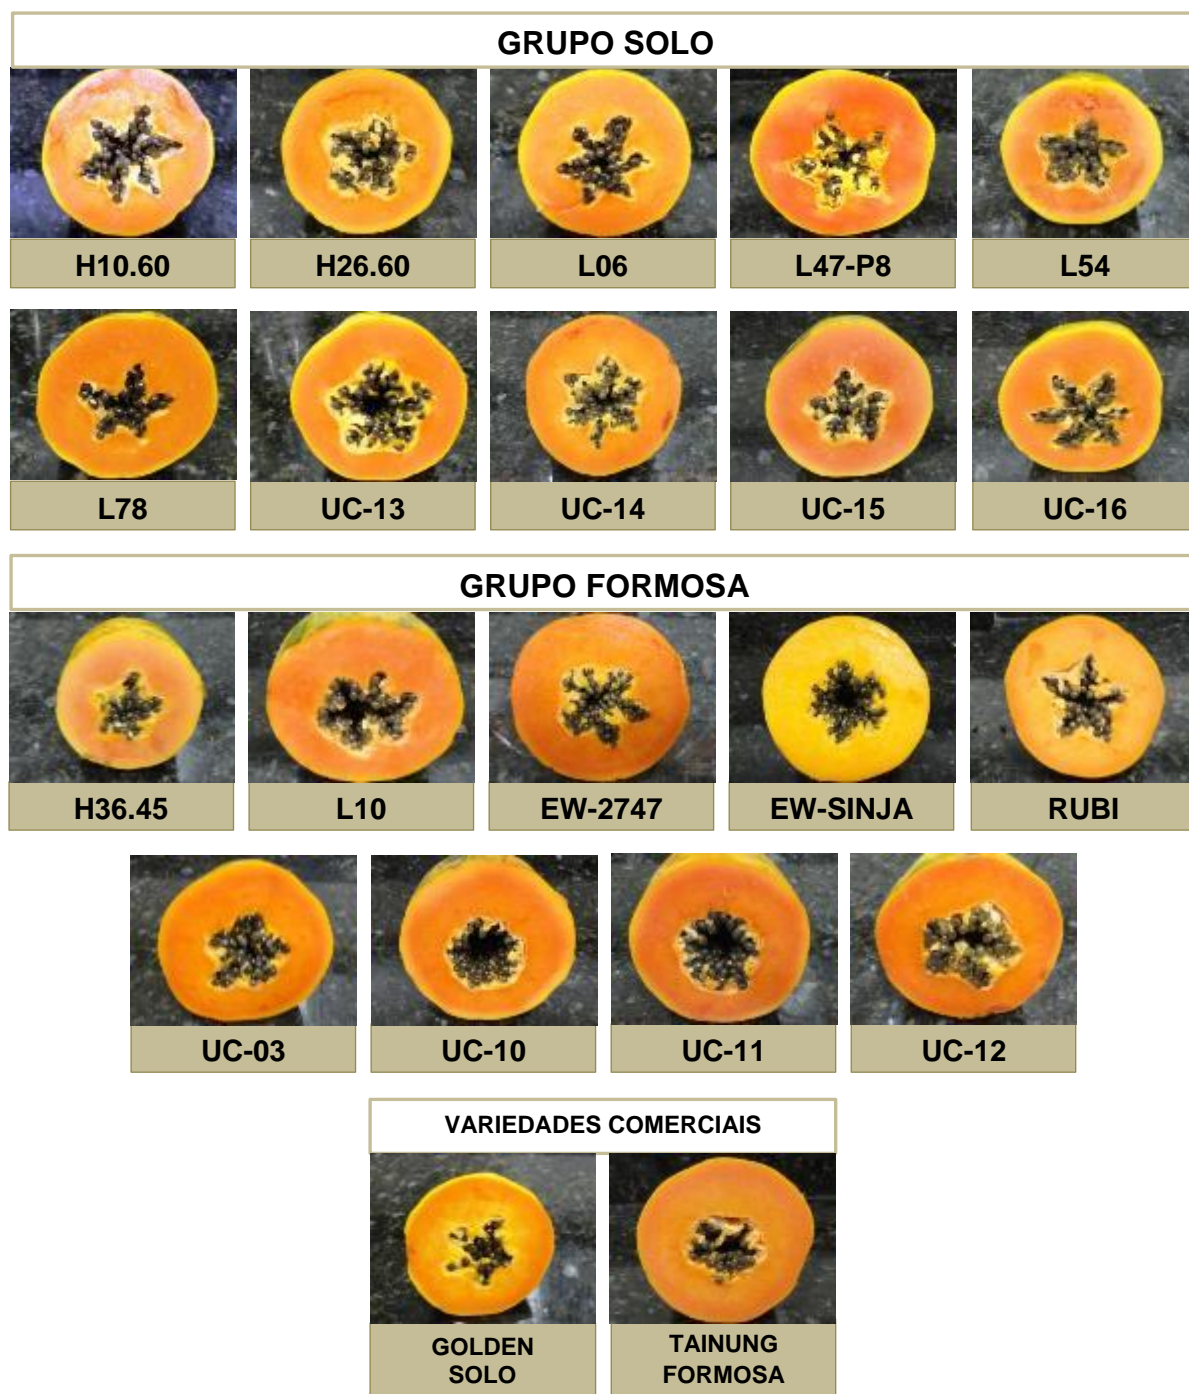 GRUPO SOLO
H10.60
H26.60
L06
L47-P8
L54
L78
UC-13
UC-14
UC-15
UC-16
GRUPO FORMOSA
H36.45
L10
EW-2747
EW-SINJA
RUBI
UC-03
UC-10
UC-11
UC-12
VARIEDADES COMERCIAIS
GOLDEN
SOLO
TAINUNG
FORMOSA